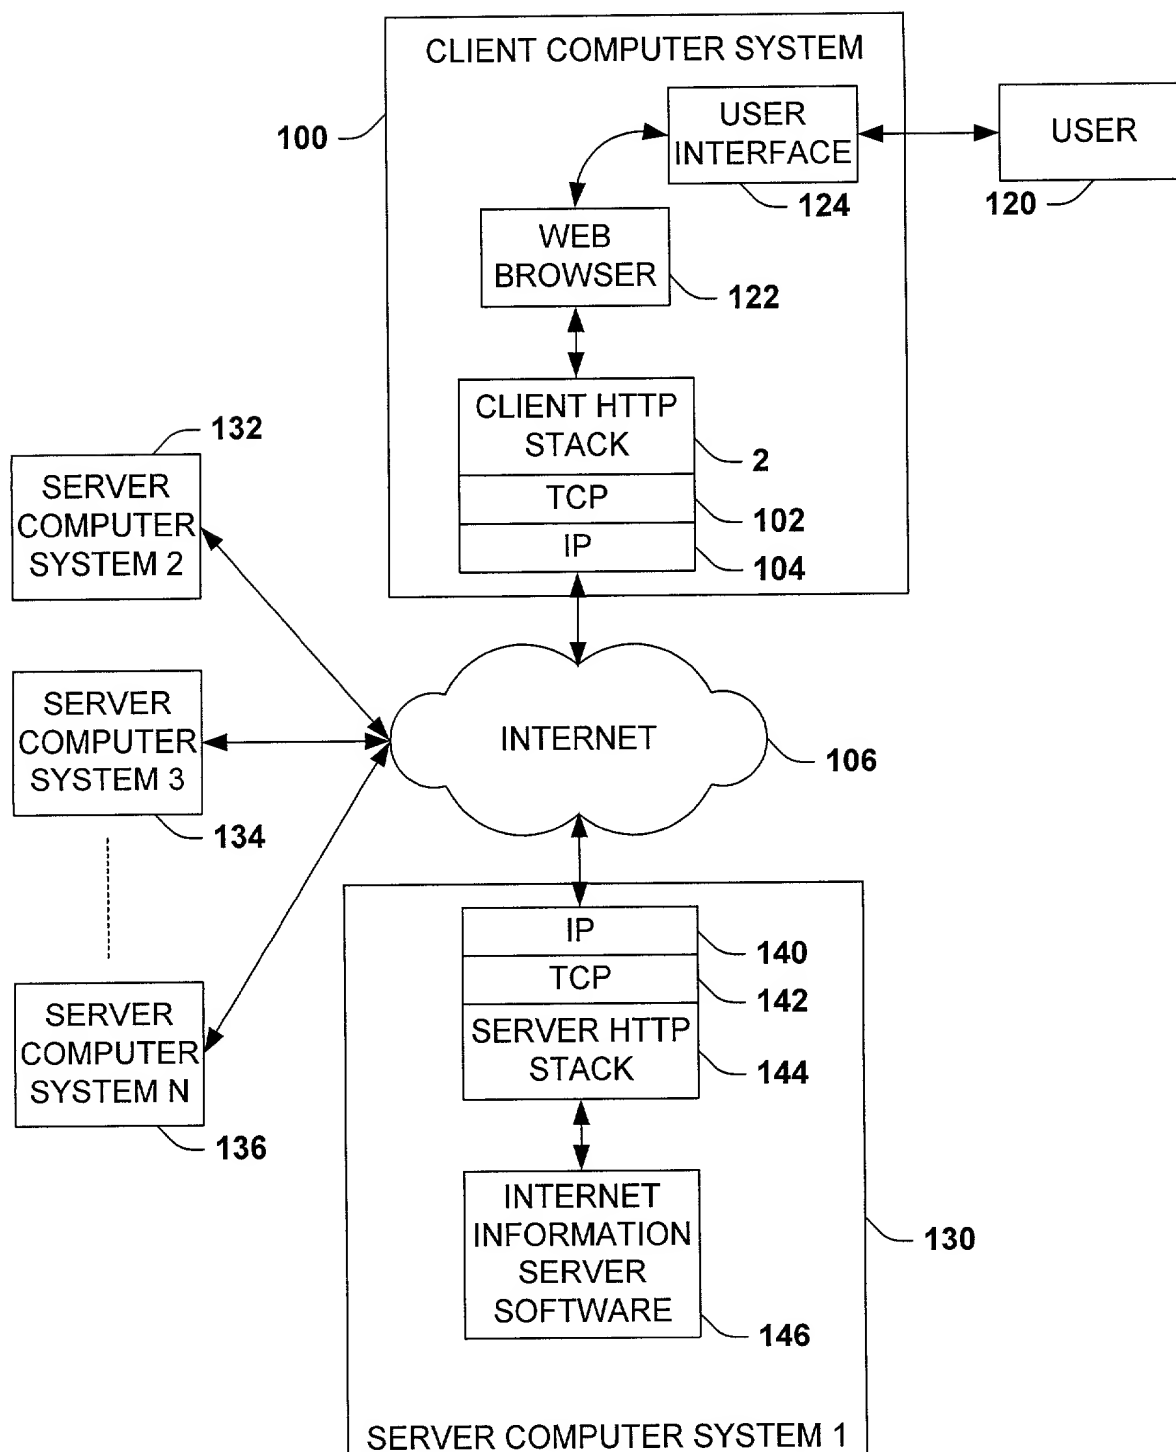 CLIENT COMPUTER SYSTEM
100
USER
INTERFACE
124
USER
120
WEB
BROWSER
122
CLIENT HTTP
STACK
2
TCP
102
IP
104
132
SERVER
COMPUTER
SYSTEM 2
SERVER
COMPUTER
SYSTEM 3
134
INTERNET
106
SERVER
COMPUTER
SYSTEM N
136
IP
140
TCP
142
SERVER HTTP
STACK
144
INTERNET
INFORMATION
SERVER
SOFTWARE
146
130
SERVER COMPUTER SYSTEM 1